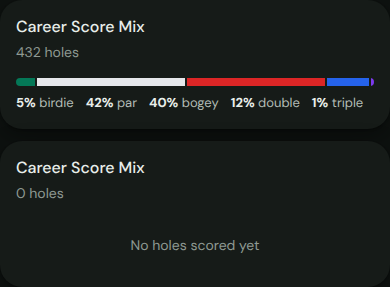 Career Score Mix
432 holes
5% birdie 42% par 40% bogey 12% double 1% triple
Career Score Mix
0 holes
No holes scored yet